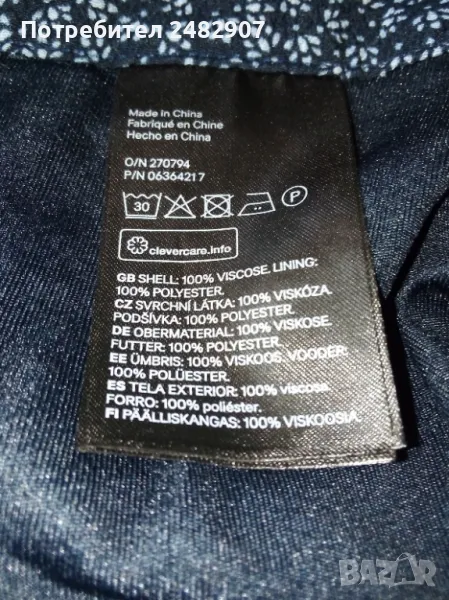 Потребител 2482907
Made in China
Fabriqué en Chine
Hecho en China
O/N 270794
P/N 06364217
30
P
clevercare.info
GB SHELL: 100% VISCOSE. LINING:
100% POLYESTER.
CZ SVRCHNÍ LÁTKA: 100% VISKÓZA.
PODŠÍVKA: 100% POLYESTER.
DE OBERMATERIAL: 100% VISKOSE.
FUTTER: 100% POLYESTER.
EE ÜMBRIS: 100% VISKOOS. VOODER:
100% POLÜESTER.
ES TELA EXTERIOR: 100% viscosa.
FORRO: 100% poliéster.
FI PÄÄLLISKANGAS: 100% VISKOOSIA.
BAZAR